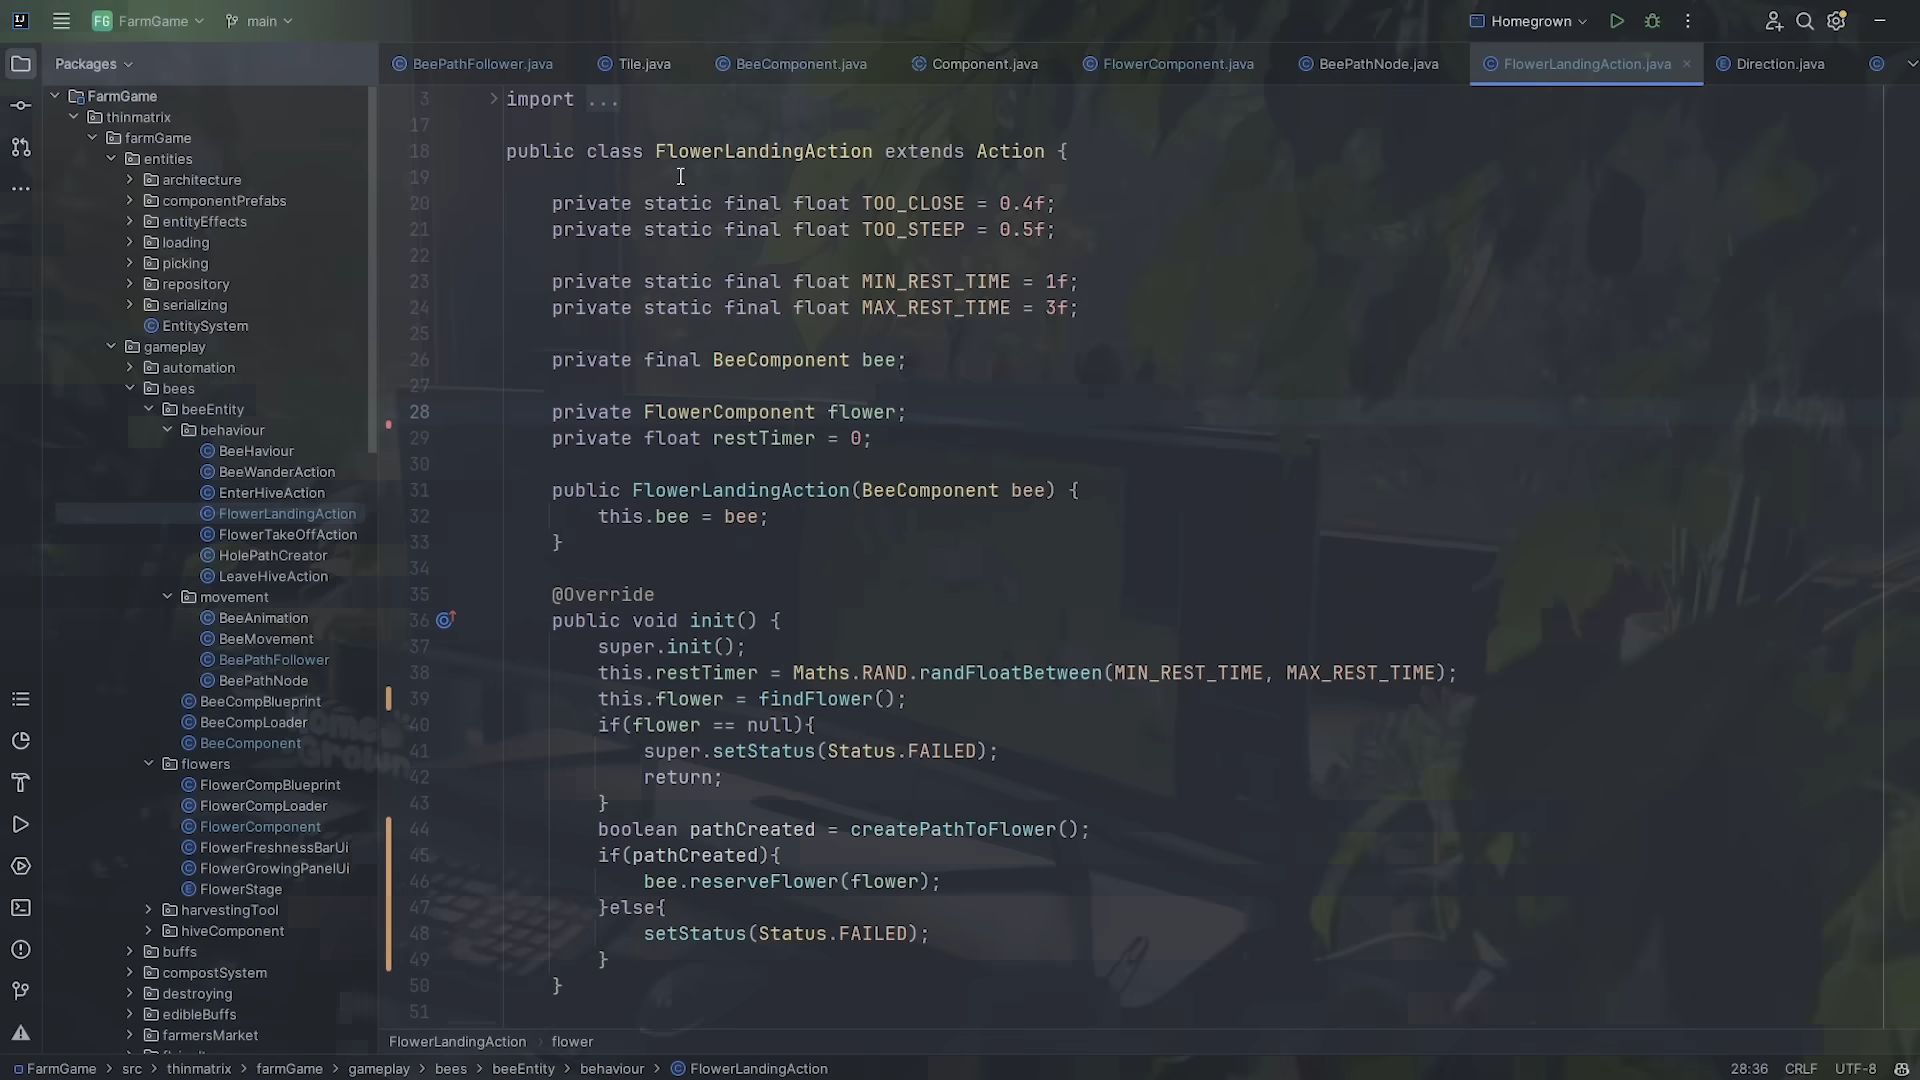 FG FarmGame main Homegrown
Packages
BeePathFollower.java Tile.java BeeComponent.java Component.java FlowerComponent.java BeePathNode.java FlowerLandingAction.java Direction.java
FarmGame
thinmatrix
farmGame
entities
architecture
componentPrefabs
entityEffects
loading
picking
repository
serializing
EntitySystem
gameplay
automation
bees
beeEntity
behaviour
BeeHaviour
BeeWanderAction
EnterHiveAction
FlowerLandingAction
FlowerTakeOffAction
HolePathCreator
LeaveHiveAction
movement
BeeAnimation
BeeMovement
BeePathFollower
BeePathNode
BeeCompBlueprint
BeeCompLoader
BeeComponent
flowers
FlowerCompBlueprint
FlowerCompLoader
FlowerComponent
FlowerFreshnessBarUi
FlowerGrowingPanelUi
FlowerStage
harvestingTool
hiveComponent
buffs
compostSystem
destroying
edibleBuffs
farmersMarket
3 import ...
17
18 public class FlowerLandingAction extends Action {
19
20 private static final float TOO_CLOSE = 0.4f;
21 private static final float TOO_STEEP = 0.5f;
22
23 private static final float MIN_REST_TIME = 1f;
24 private static final float MAX_REST_TIME = 3f;
25
26 private final BeeComponent bee;
27
28 private FlowerComponent flower;
29 private float restTimer = 0;
30
31 public FlowerLandingAction(BeeComponent bee) {
32 this.bee = bee;
33 }
34
35 @Override
36 public void init() {
37 super.init();
38 this.restTimer = Maths.RAND.randFloatBetween(MIN_REST_TIME, MAX_REST_TIME);
39 this.flower = findFlower();
40 if(flower == null){
41 super.setStatus(Status.FAILED);
42 return;
43 }
44 boolean pathCreated = createPathToFlower();
45 if(pathCreated){
46 bee.reserveFlower(flower);
47 }else{
48 setStatus(Status.FAILED);
49 }
50 }
51
FlowerLandingAction flower
FarmGame > src > thinmatrix > farmGame > gameplay > bees > beeEntity > behaviour > FlowerLandingAction 28:36 CRLF UTF-8